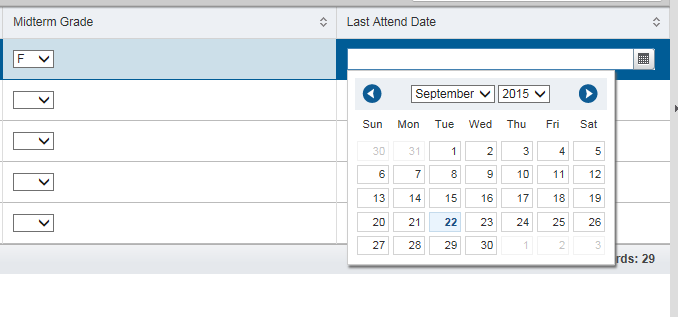 Midterm Grade Last Attend Date
F
September 2015
Sun Mon Tue Wed Thu Fri Sat
30 31 1 2 3 4 5
6 7 8 9 10 11 12
13 14 15 16 17 18 19
20 21 22 23 24 25 26
27 28 29 30 1 2 3
rds: 29